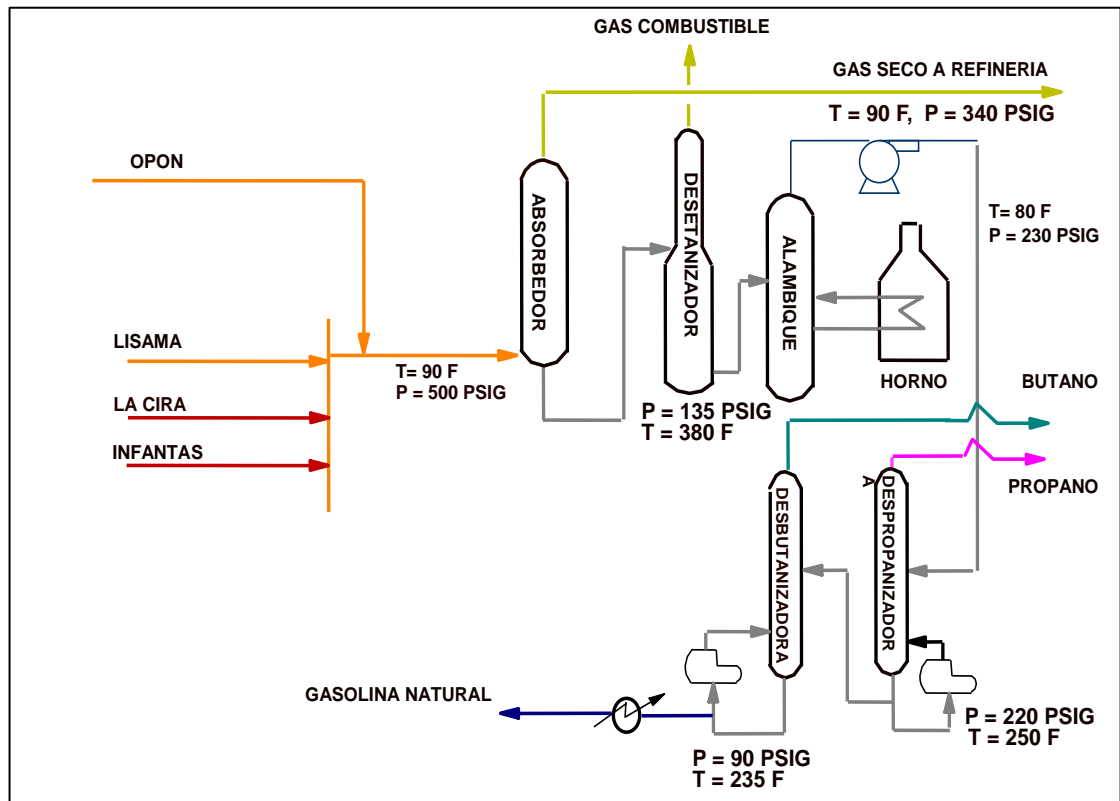 GAS COMBUSTIBLE
GAS SECO A REFINERIA
T = 90 F, P = 340 PSIG
OPON
ABSORBEDOR
DESETANIZADOR
ALAMBIQUE
T= 80 F
P = 230 PSIG
LISAMA
T= 90 F
P = 500 PSIG
HORNO
LA CIRA
BUTANO
P = 135 PSIG
T = 380 F
INFANTAS
PROPANO
DESBUTANIZADORA
DESPROPANIZADOR
A
GASOLINA NATURAL
P = 220 PSIG
T = 250 F
P = 90 PSIG
T = 235 F